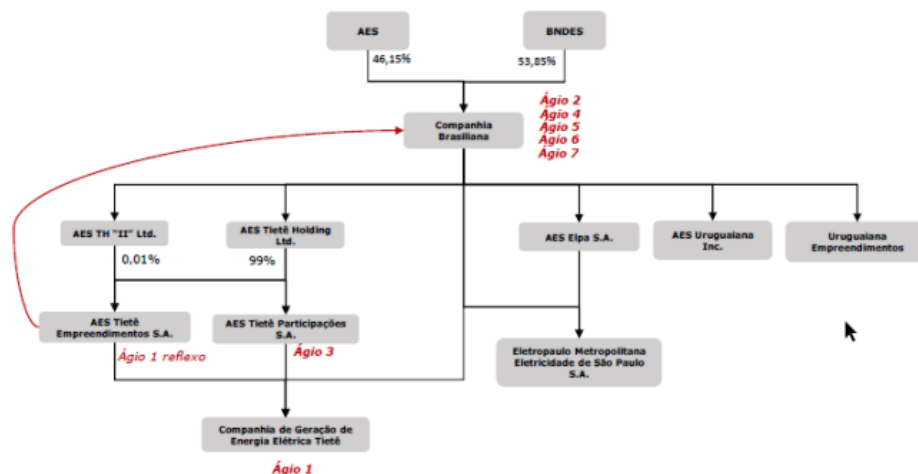 AES
BNDES
46,15%
53,85%
Companhia
Brasiliana
Ágio 2
Ágio 4
Ágio 5
Ágio 6
Ágio 7
AES TH "II" Ltd.
AES Tietê Holding
Ltd.
AES Elpa S.A.
AES Uruguaiana
Inc.
Uruguaiana
Empreendimentos
0,01%
99%
AES Tietê
Empreendimentos S.A.
AES Tietê Participações
S.A.
Ágio 1 reflexo
Ágio 3
Eletropaulo Metropolitana
Eletricidade de São Paulo
S.A.
Companhia de Geração de
Energia Elétrica Tietê
Ágio 1